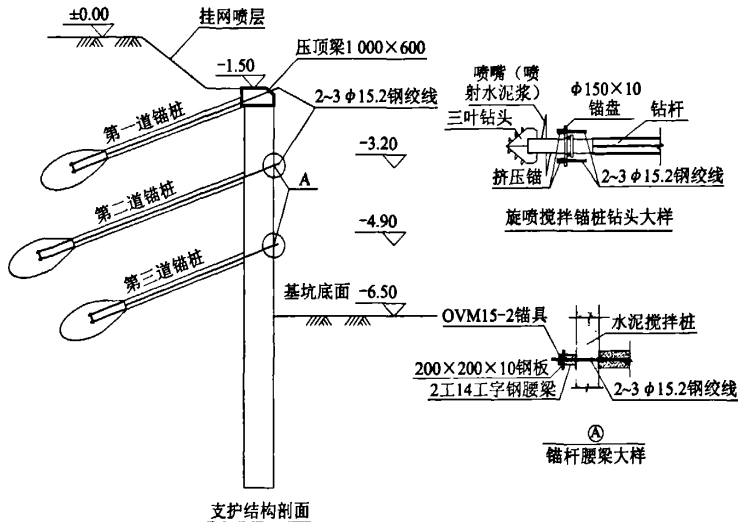 ±0.00
挂网喷层
-1.50
压顶梁1 000×600
2~3 φ15.2钢绞线
第一道锚桩
-3.20
第二道锚桩
A
-4.90
第三道锚桩
基坑底面
-6.50
支护结构剖面
喷嘴（喷
射水泥浆）
三叶钻头
φ150×10
锚盘
钻杆
挤压锚
2~3 φ15.2钢绞线
旋喷搅拌锚桩钻头大样
OVM15-2锚具
水泥搅拌桩
200×200×10钢板
2工14工字钢腰梁
2~3 φ15.2钢绞线
A
锚杆腰梁大样